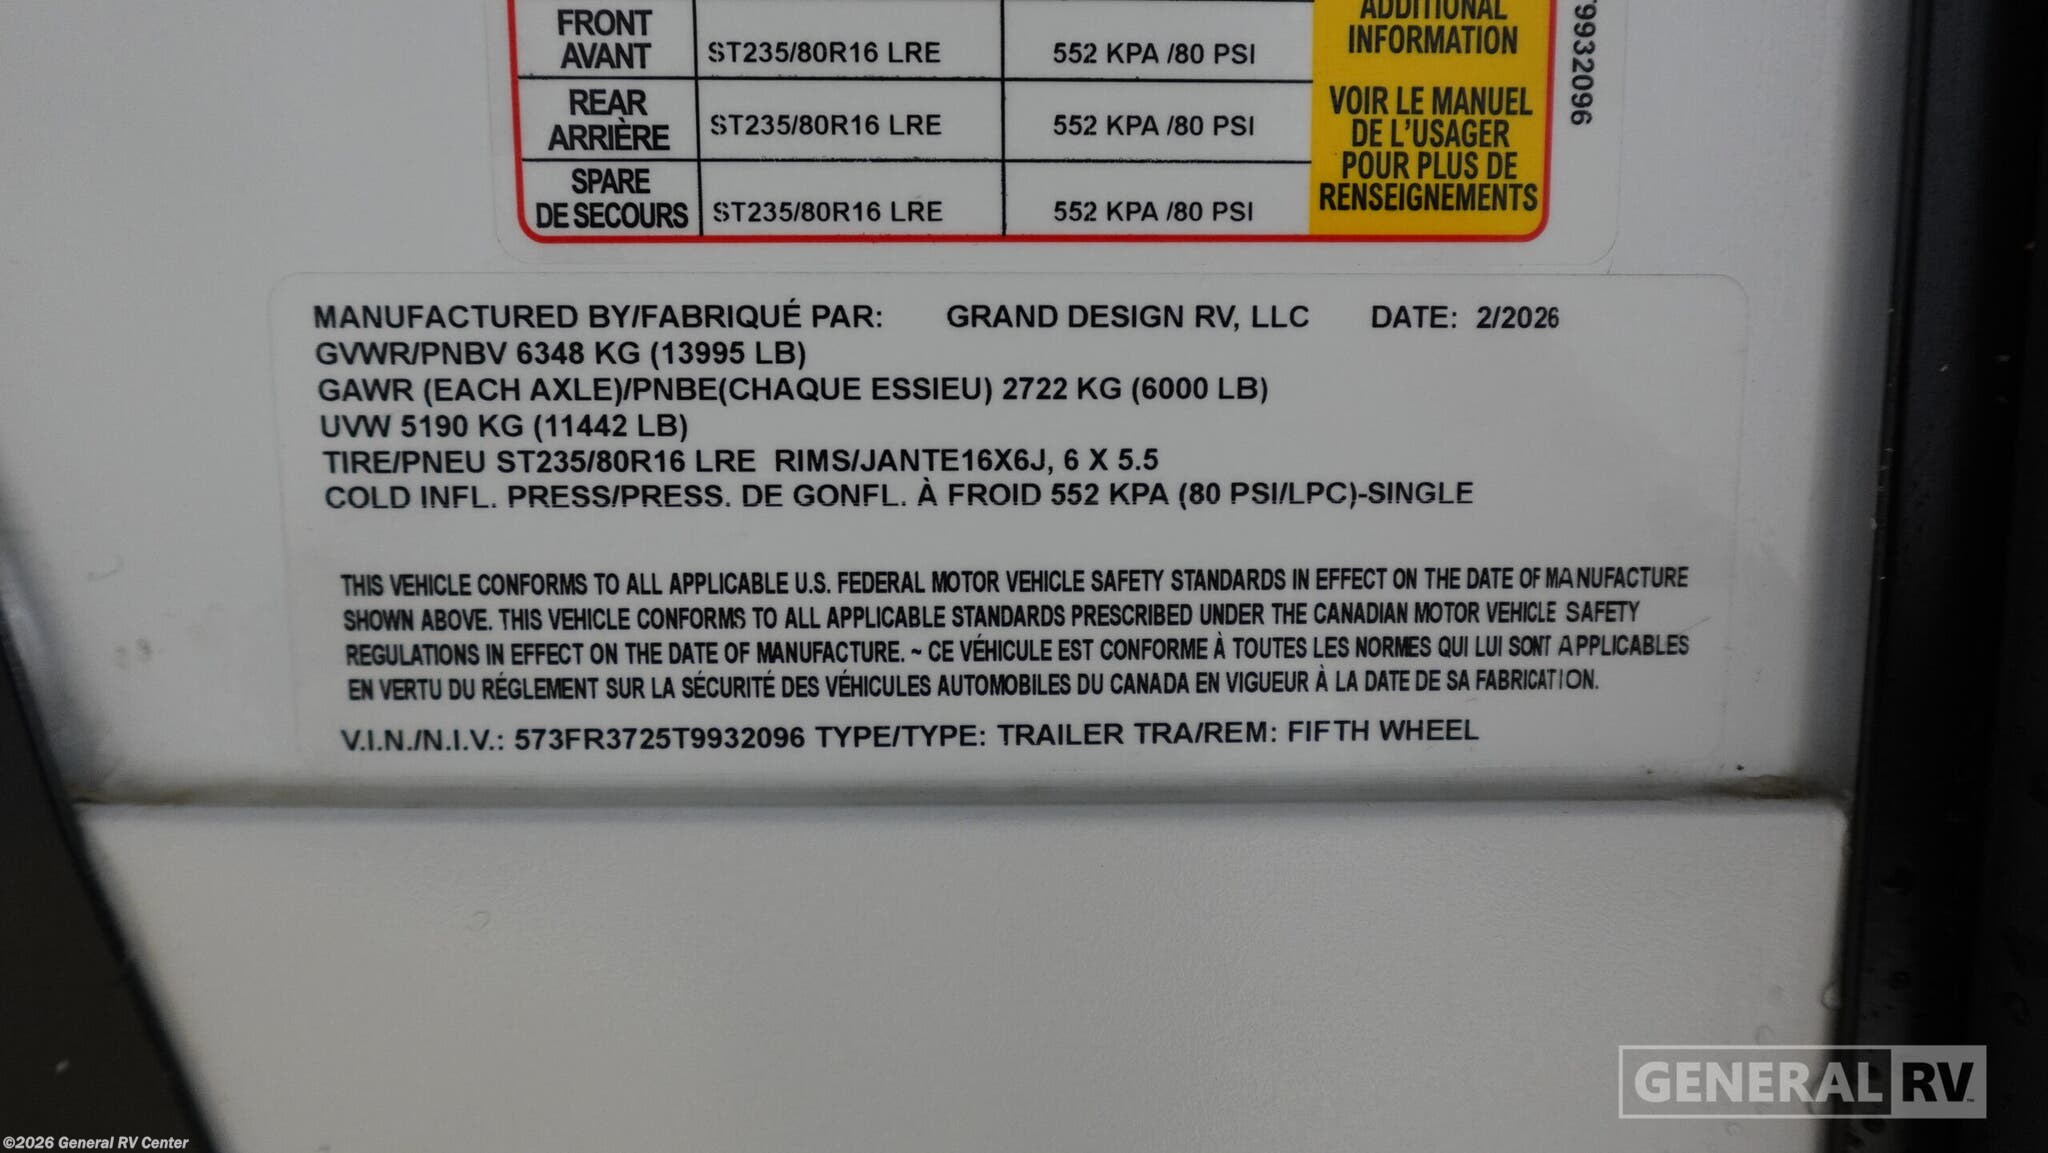 FRONT
AVANT
ST235/80R16 LRE
552 KPA /80 PSI
REAR
ARRIÈRE
ST235/80R16 LRE
552 KPA /80 PSI
SPARE
DE SECOURS
ST235/80R16 LRE
552 KPA /80 PSI
ADDITIONAL
INFORMATION
VOIR LE MANUEL
DE L'USAGER
POUR PLUS DE
RENSEIGNEMENTS
9932096
MANUFACTURED BY/FABRIQUÉ PAR: GRAND DESIGN RV, LLC DATE: 2/2026
GVWR/PNBV 6348 KG (13995 LB)
GAWR (EACH AXLE)/PNBE(CHAQUE ESSIEU) 2722 KG (6000 LB)
UVW 5190 KG (11442 LB)
TIRE/PNEU ST235/80R16 LRE RIMS/JANTE16X6J, 6 X 5.5
COLD INFL. PRESS/PRESS. DE GONFL. À FROID 552 KPA (80 PSI/LPC)-SINGLE
THIS VEHICLE CONFORMS TO ALL APPLICABLE U.S. FEDERAL MOTOR VEHICLE SAFETY STANDARDS IN EFFECT ON THE DATE OF MANUFACTURE
SHOWN ABOVE. THIS VEHICLE CONFORMS TO ALL APPLICABLE STANDARDS PRESCRIBED UNDER THE CANADIAN MOTOR VEHICLE SAFETY
REGULATIONS IN EFFECT ON THE DATE OF MANUFACTURE. ~ CE VÉHICULE EST CONFORME À TOUTES LES NORMES QUI LUI SONT APPLICABLES
EN VERTU DU RÉGLEMENT SUR LA SÉCURITÉ DES VÉHICULES AUTOMOBILES DU CANADA EN VIGUEUR À LA DATE DE SA FABRICATION.
V.I.N./N.I.V.: 573FR3725T9932096 TYPE/TYPE: TRAILER TRA/REM: FIFTH WHEEL
GENERAL RV
©2026 General RV Center